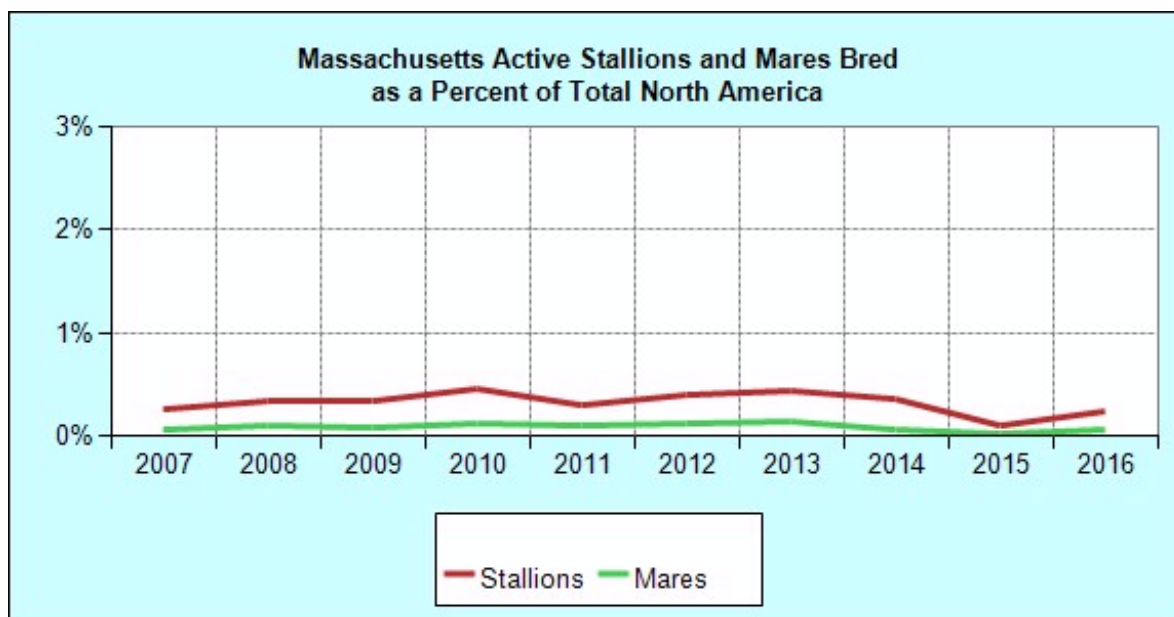 Massachusetts Active Stallions and Mares Bred
as a Percent of Total North America
3%
2%
1%
0%
2007 2008 2009 2010 2011 2012 2013 2014 2015 2016
Stallions Mares